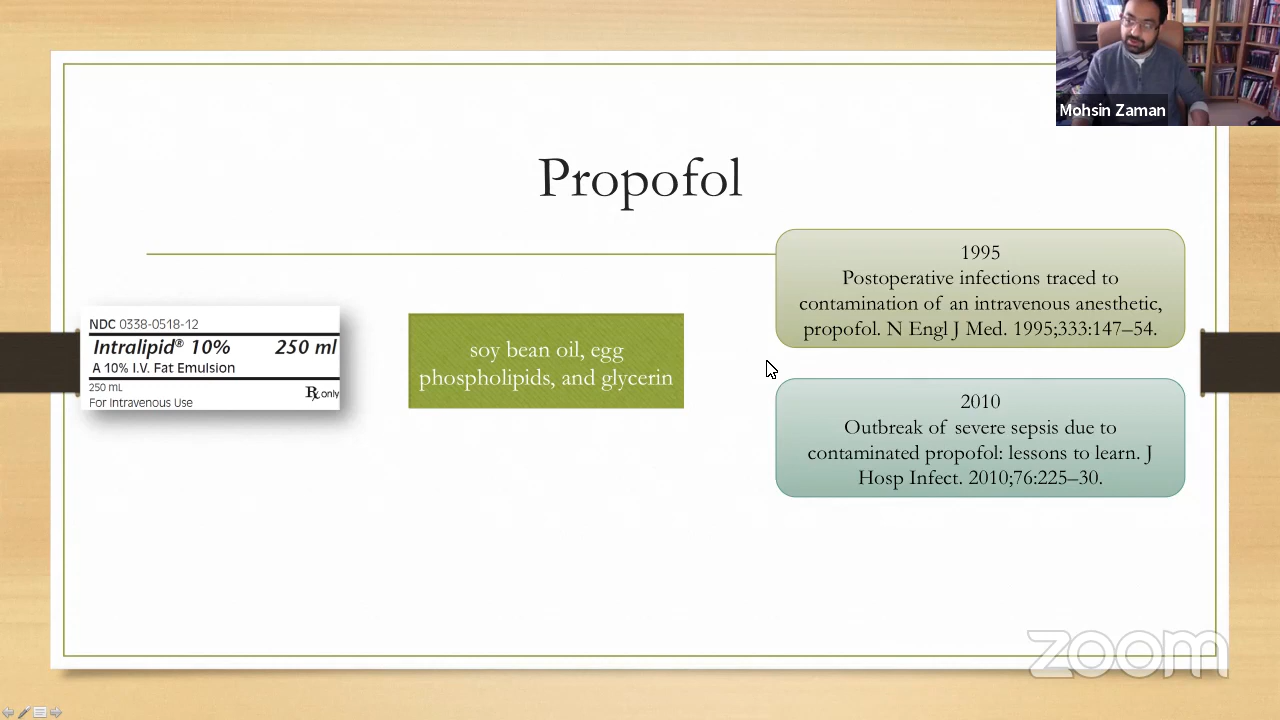 Mohsin Zaman
Propofol
NDC 0338-0518-12
Intralipid® 10% 250 ml
A 10% I.V. Fat Emulsion
250 mL
For Intravenous Use
Rx only
soy bean oil, egg
phospholipids, and glycerin
1995
Postoperative infections traced to
contamination of an intravenous anesthetic,
propofol. N Engl J Med. 1995;333:147–54.
2010
Outbreak of severe sepsis due to
contaminated propofol: lessons to learn. J
Hosp Infect. 2010;76:225–30.
zoom